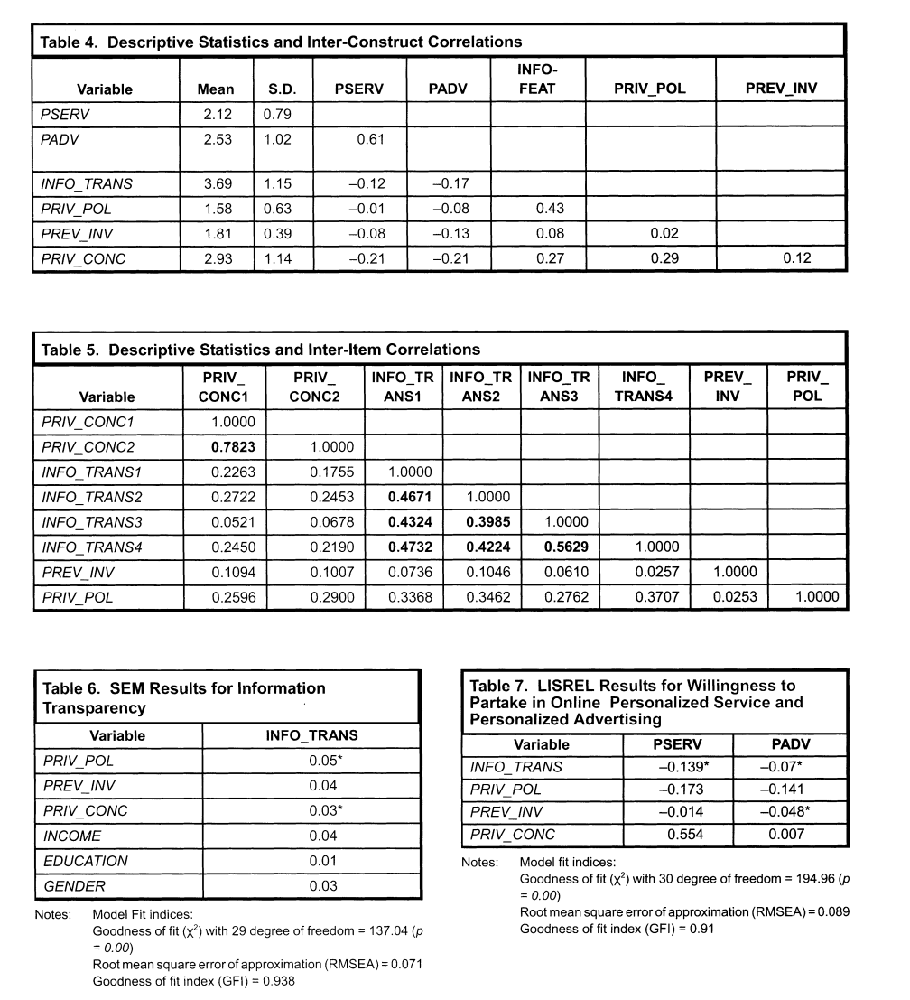 Table 4. Descriptive Statistics and Inter-Construct Correlations
Variable Mean S.D. PSERV PADV INFO-FEAT PRIV_POL PREV_INV
PSERV 2.12 0.79
PADV 2.53 1.02 0.61
INFO_TRANS 3.69 1.15 –0.12 –0.17
PRIV_POL 1.58 0.63 –0.01 –0.08 0.43
PREV_INV 1.81 0.39 –0.08 –0.13 0.08 0.02
PRIV_CONC 2.93 1.14 –0.21 –0.21 0.27 0.29 0.12
Table 5. Descriptive Statistics and Inter-Item Correlations
PRIV_ PRIV_ INFO_TR INFO_TR INFO_TR INFO_ PREV_ PRIV_
Variable CONC1 CONC2 ANS1 ANS2 ANS3 TRANS4 INV POL
PRIV_CONC1 1.0000
PRIV_CONC2 0.7823 1.0000
INFO_TRANS1 0.2263 0.1755 1.0000
INFO_TRANS2 0.2722 0.2453 0.4671 1.0000
INFO_TRANS3 0.0521 0.0678 0.4324 0.3985 1.0000
INFO_TRANS4 0.2450 0.2190 0.4732 0.4224 0.5629 1.0000
PREV_INV 0.1094 0.1007 0.0736 0.1046 0.0610 0.0257 1.0000
PRIV_POL 0.2596 0.2900 0.3368 0.3462 0.2762 0.3707 0.0253 1.0000
Table 6. SEM Results for Information
Transparency
Variable INFO_TRANS
PRIV_POL 0.05*
PREV_INV 0.04
PRIV_CONC 0.03*
INCOME 0.04
EDUCATION 0.01
GENDER 0.03
Notes: Model Fit indices:
Goodness of fit (χ²) with 29 degree of freedom = 137.04 (p
= 0.00)
Root mean square error of approximation (RMSEA) = 0.071
Goodness of fit index (GFI) = 0.938
Table 7. LISREL Results for Willingness to
Partake in Online Personalized Service and
Personalized Advertising
Variable PSERV PADV
INFO_TRANS –0.139* –0.07*
PRIV_POL –0.173 –0.141
PREV_INV –0.014 –0.048*
PRIV_CONC 0.554 0.007
Notes: Model fit indices:
Goodness of fit (χ²) with 30 degree of freedom = 194.96 (p
= 0.00)
Root mean square error of approximation (RMSEA) = 0.089
Goodness of fit index (GFI) = 0.91